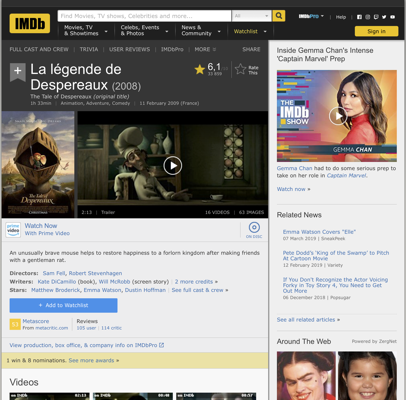 IMDb
Find Movies, TV shows, Celebrities and more...
All
IMDbPro
Help
Movies, TV
& Showtimes
Celebs, Events
& Photos
News &
Community
Watchlist
Sign in
FULL CAST AND CREW | TRIVIA | USER REVIEWS | IMDbPro | MORE
SHARE
La légende de
Despereaux (2008)
The Tale of Despereaux (original title)
1h 33min | Animation, Adventure, Comedy | 11 February 2009 (France)
6,1
Rate
This
The Tale of
Despereaux
2:13 | Trailer
16 VIDEOS | 63 IMAGES
prime
video
Watch Now
With Prime Video
ON DISC
An unusually brave mouse helps to restore happiness to a forlorn kingdom after making friends
with a gentleman rat.
Directors: Sam Fell, Robert Stevenhagen
Writers: Kate DiCamillo (book), Will McRobb (screen story) | 2 more credits »
Stars: Matthew Broderick, Emma Watson, Dustin Hoffman | See full cast & crew »
+ Add to Watchlist
53
Metascore
From metacritic.com
Reviews
105 user | 114 critic
View production, box office, & company info on IMDbPro
1 win & 8 nominations. See more awards »
Videos
Inside Gemma Chan's Intense
'Captain Marvel' Prep
THE
IMDb
SHOW
GEMMA CHAN
Gemma Chan had to do some serious prep to
take on her role in Captain Marvel.
Watch now »
Related News
Emma Watson Covers "Elle"
07 March 2019 | SneakPeek
Pete Dodd's 'King of the Swamp' to Pitch
At Cartoon Movie
12 February 2019 | Variety
If You Don't Recognize the Actor Voicing
Forky in Toy Story 4, You Need to Get
Out More
06 December 2018 | Popsugar
See all related articles »
Around The Web
Powered by Zergnet